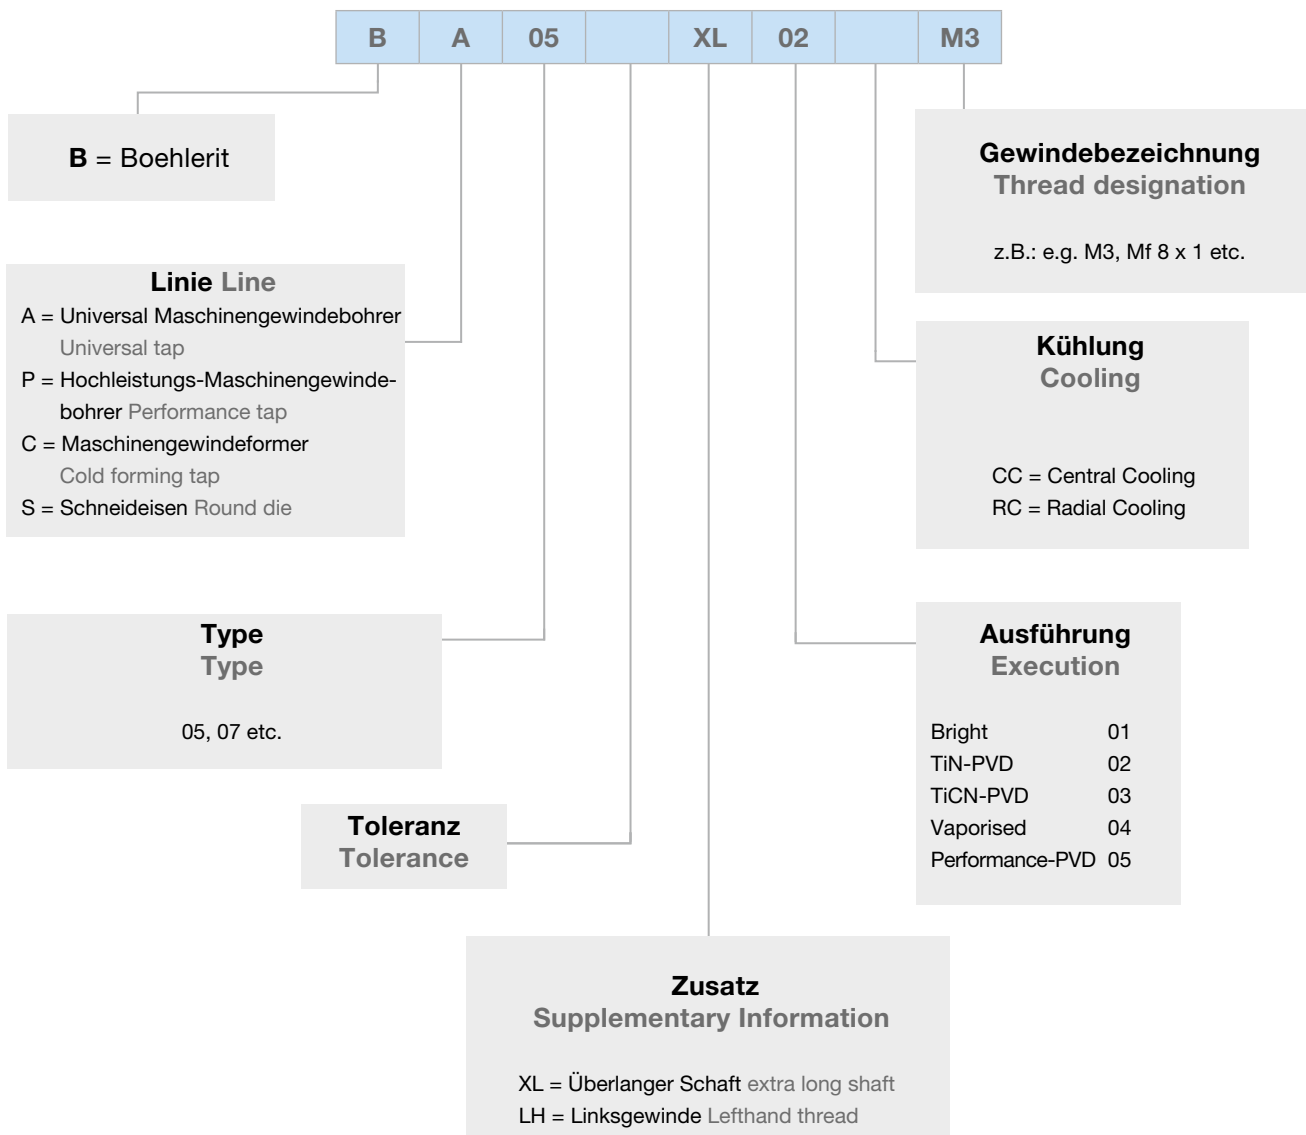 B A 05 XL 02 M3
B = Boehlerit
Gewindebezeichnung
Thread designation
z.B.: e.g. M3, Mf 8 x 1 etc.
Linie Line
A = Universal Maschinengewindebohrer
Universal tap
P = Hochleistungs-Maschinengewinde-
bohrer Performance tap
C = Maschinengewindeformer
Cold forming tap
S = Schneideisen Round die
Kühlung
Cooling
CC = Central Cooling
RC = Radial Cooling
Type
Type
05, 07 etc.
Ausführung
Execution
Bright 01
TiN-PVD 02
TiCN-PVD 03
Vaporised 04
Performance-PVD 05
Toleranz
Tolerance
Zusatz
Supplementary Information
XL = Überlanger Schaft extra long shaft
LH = Linksgewinde Lefthand thread